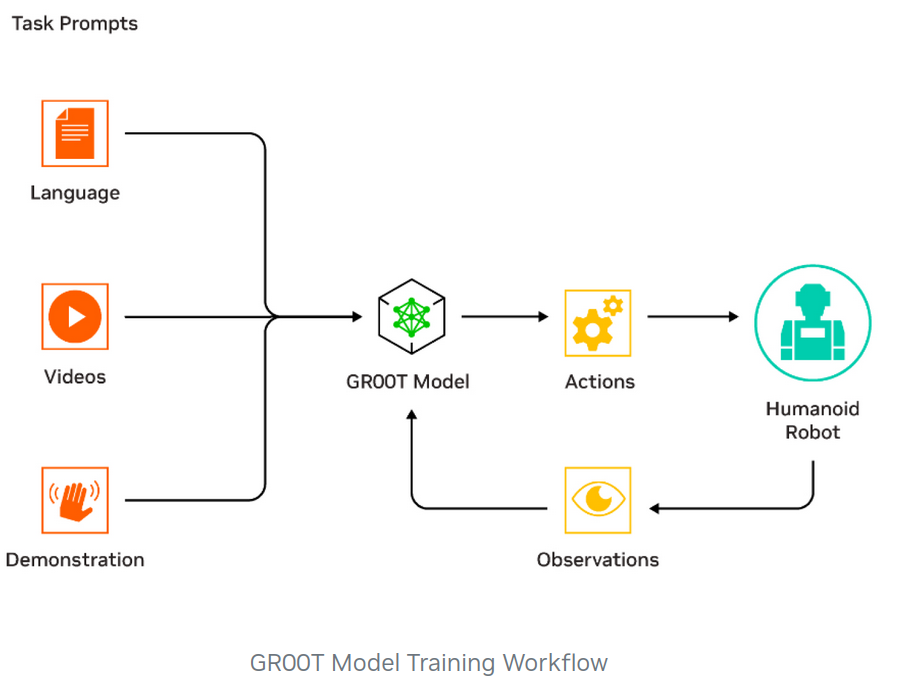 Task Prompts
Language
Videos
Demonstration
GR00T Model
Actions
Humanoid
Robot
Observations
GR00T Model Training Workflow